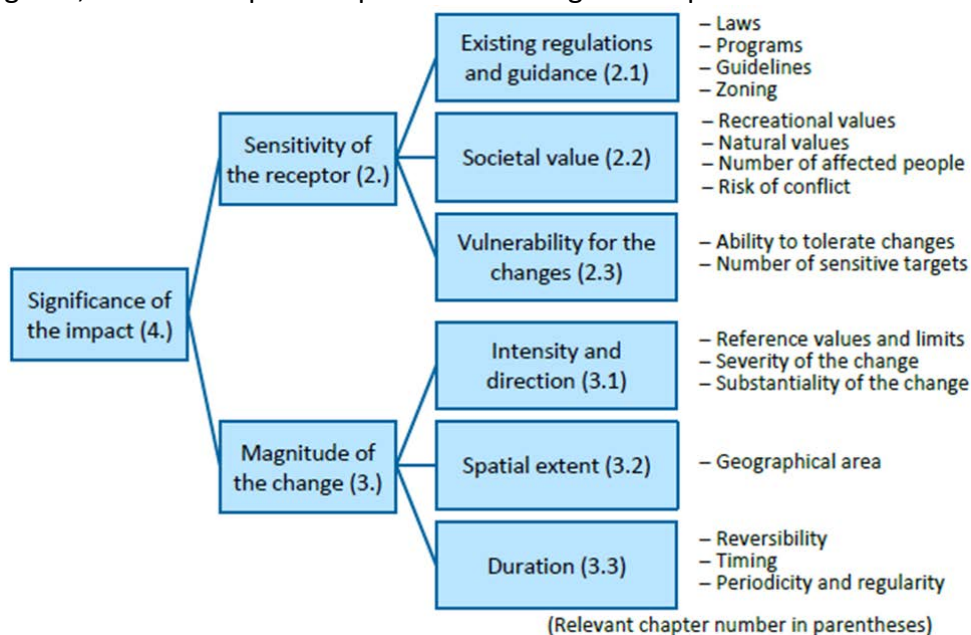 Existing regulations
and guidance (2.1)
– Laws
– Programs
– Guidelines
– Zoning
Sensitivity of
the receptor (2.)
Societal value (2.2)
– Recreational values
– Natural values
– Number of affected people
– Risk of conflict
Vulnerability for the
changes (2.3)
– Ability to tolerate changes
– Number of sensitive targets
Significance of
the impact (4.)
Intensity and
direction (3.1)
– Reference values and limits
– Severity of the change
– Substantiality of the change
Magnitude of
the change (3.)
Spatial extent (3.2)
– Geographical area
Duration (3.3)
– Reversibility
– Timing
– Periodicity and regularity
(Relevant chapter number in parentheses)